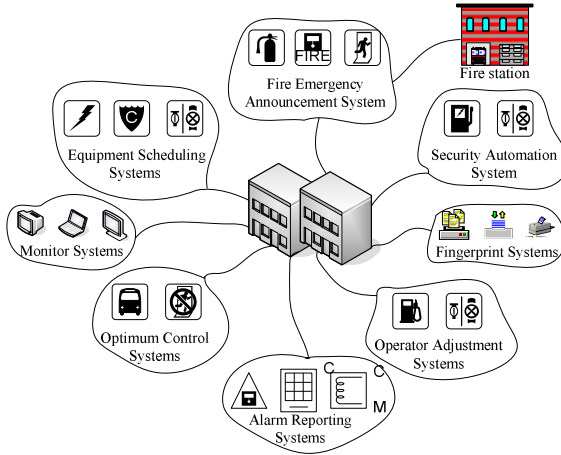 FIRE
Fire station
Fire Emergency
Announcement System
C
Equipment Scheduling
Systems
Security Automation
System
Monitor Systems
Fingerprint Systems
Optimum Control
Systems
Operator Adjustment
Systems
C
C
M
Alarm Reporting
Systems